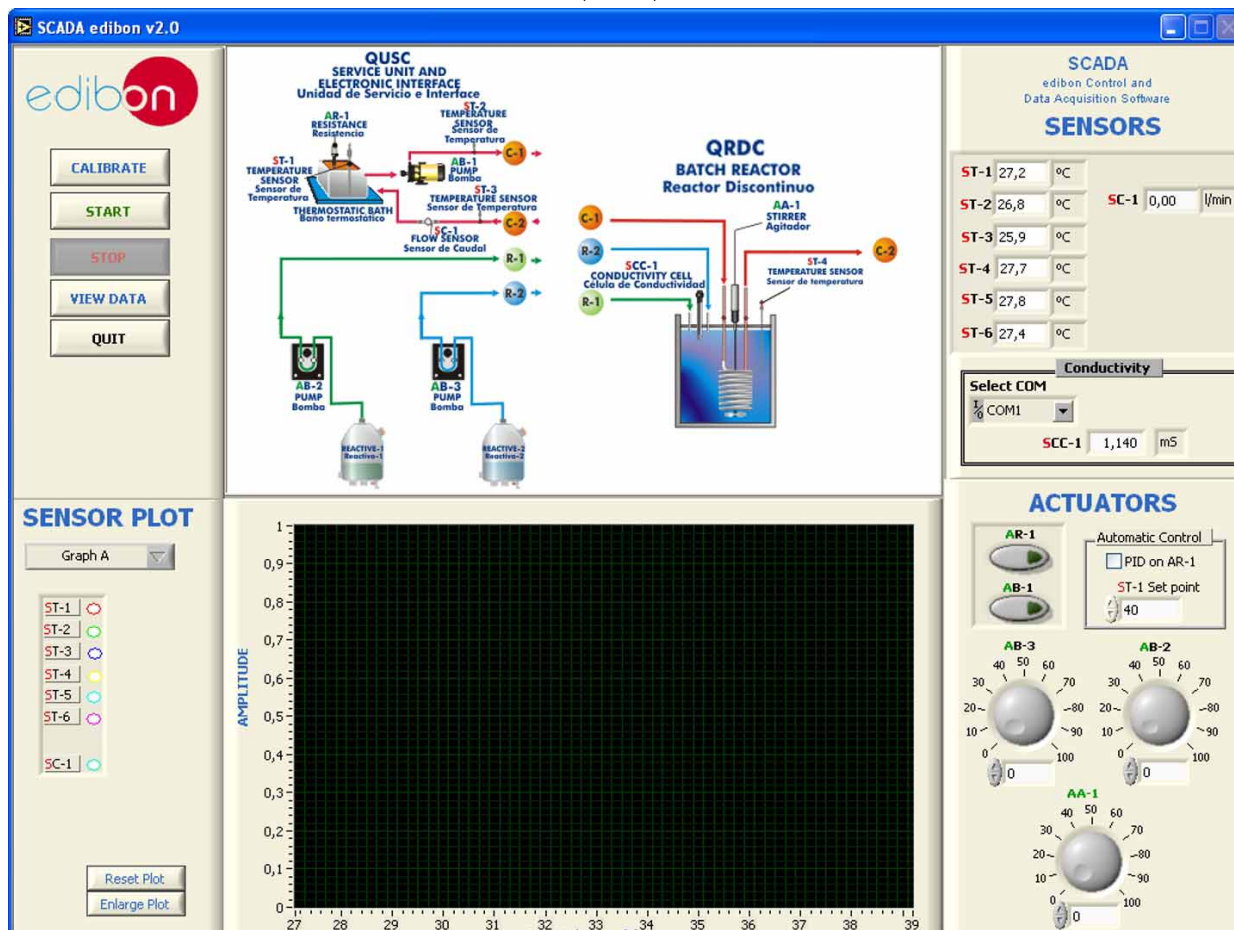 SCADA edibon v2.0
edibon
CALIBRATE
START
STOP
VIEW DATA
QUIT
QUSC
SERVICE UNIT AND
ELECTRONIC INTERFACE
Unidad de Servicio e Interface
AR-1
RESISTANCE
Resistencia
ST-2
TEMPERATURE
SENSOR
Sensor de
Temperatura
C-1
ST-1
TEMPERATURE
SENSOR
Sensor de
Temperatura
AB-1
PUMP
Bomba
ST-3
TEMPERATURE SENSOR
Sensor de Temperatura
THERMOSTATIC BATH
Bano termostático
C-2
SC-1
FLOW SENSOR
Sensor de Caudal
R-1
R-2
AB-2
PUMP
Bomba
AB-3
PUMP
Bomba
REACTIVE-1
Reactivo-1
REACTIVE-2
Reactivo-2
QRDC
BATCH REACTOR
Reactor Discontinuo
AA-1
STIRRER
Agitador
C-1
R-2
C-2
SCC-1
CONDUCTIVITY CELL
Célula de Conductividad
ST-4
TEMPERATURE SENSOR
Sensor de temperatura
R-1
SCADA
edibon Control and
Data Acquisition Software
SENSORS
ST-1 27,2 ºC
SC-1 0,00 l/min
ST-2 26,8 ºC
ST-3 25,9 ºC
ST-4 27,7 ºC
ST-5 27,8 ºC
ST-6 27,4 ºC
Conductivity
Select COM
I/O COM1
SCC-1 1,140 mS
SENSOR PLOT
Graph A
ST-1
ST-2
ST-3
ST-4
ST-5
ST-6
SC-1
Reset Plot
Enlarge Plot
AMPLITUDE
1
0,9
0,8
0,7
0,6
0,5
0,4
0,3
0,2
0,1
0
27 28 29 30 31 32 33 34 35 36 37 38 39
ACTUATORS
AR-1
AB-1
Automatic Control
PID on AR-1
ST-1 Set point
40
AB-3
0 10 20 30 40 50 60 70 80 90 100
0
AB-2
0 10 20 30 40 50 60 70 80 90 100
0
AA-1
0 10 20 30 40 50 60 70 80 90 100
0